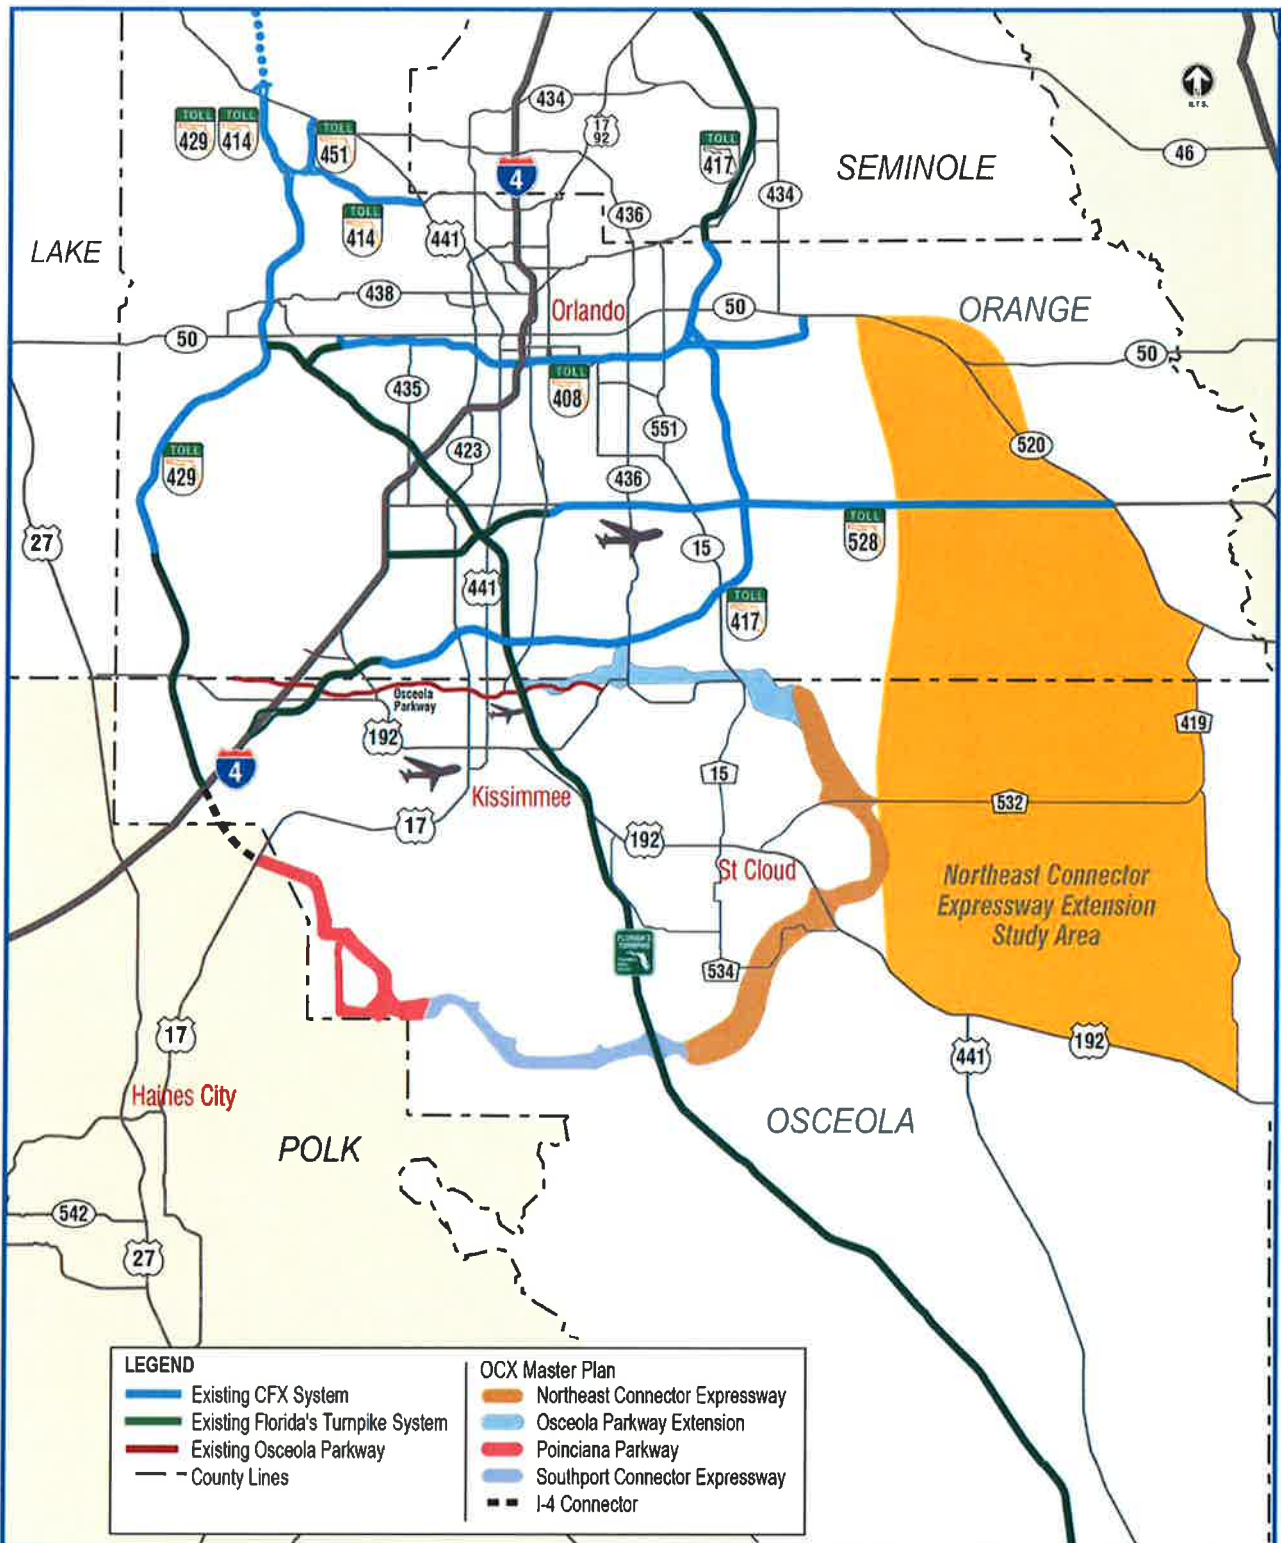 N.T.S.
434
17
92
TOLL
429
TOLL
414
TOLL
451
TOLL
417
46
4
SEMINOLE
434
436
TOLL
414
441
LAKE
438
Orlando
50
ORANGE
50
50
TOLL
408
435
551
423
520
TOLL
429
436
27
15
TOLL
528
441
TOLL
417
Osceola
Parkway
419
192
4
15
Kissimmee
532
17
192
St Cloud
Northeast Connector
Expressway Extension
Study Area
FLORIDA'S
TURNPIKE
534
17
441
192
Haines City
OSCEOLA
POLK
542
27
LEGEND
Existing CFX System
Existing Florida's Turnpike System
Existing Osceola Parkway
County Lines
OCX Master Plan
Northeast Connector Expressway
Osceola Parkway Extension
Poinciana Parkway
Southport Connector Expressway
I-4 Connector